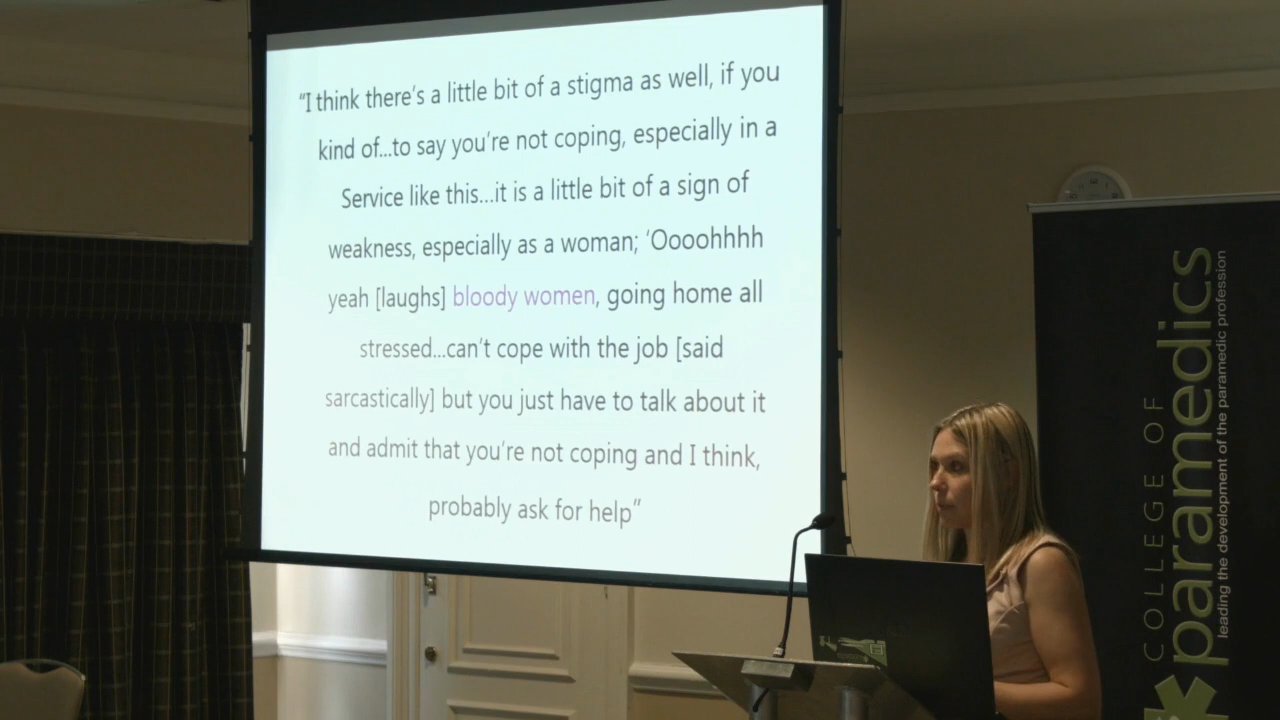 “I think there’s a little bit of a stigma as well, if you
kind of...to say you’re not coping, especially in a
Service like this...it is a little bit of a sign of
weakness, especially as a woman; ‘Ooohhhh
yeah [laughs] bloody women, going home all
stressed...can’t cope with the job [said
sarcastically] but you just have to talk about it
and admit that you’re not coping and I think,
probably ask for help”
COLLEGE OF
paramedics
leading the development of the paramedic profession